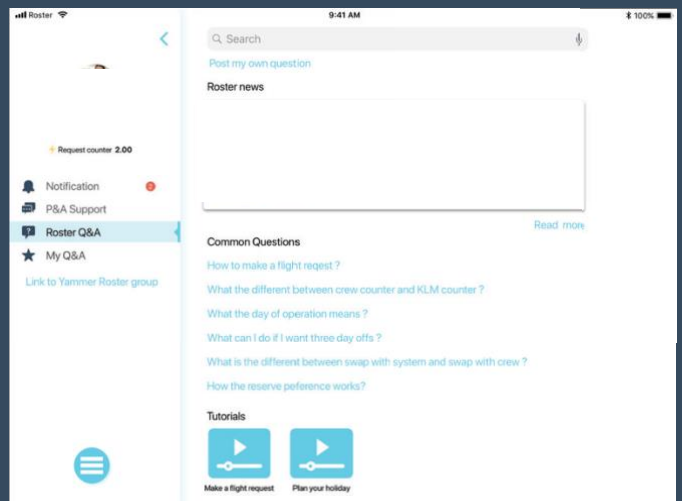 Roster
9:41 AM
100%
Search
Post my own question
Roster news
Request counter 2.00
Notification 2
P&A Support
Roster Q&A
My Q&A
Link to Yammer Roster group
Read more
Common Questions
How to make a flight reqest ?
What the different between crew counter and KLM counter ?
What the day of operation means ?
What can I do if I want three day offs ?
What is the different between swap with system and swap with crew ?
How the reserve peference works?
Tutorials
Make a flight request
Plan your holiday